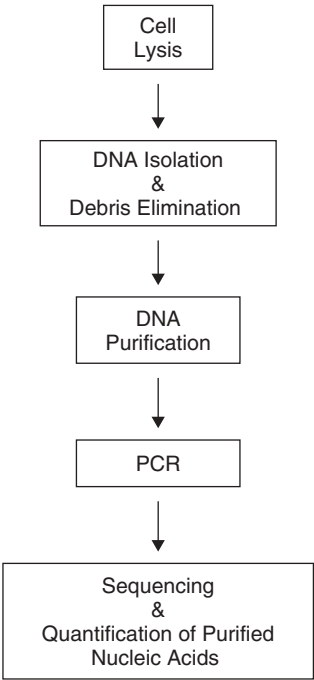 Cell
Lysis
DNA Isolation
&
Debris Elimination
DNA
Purification
PCR
Sequencing
&
Quantification of Purified
Nucleic Acids